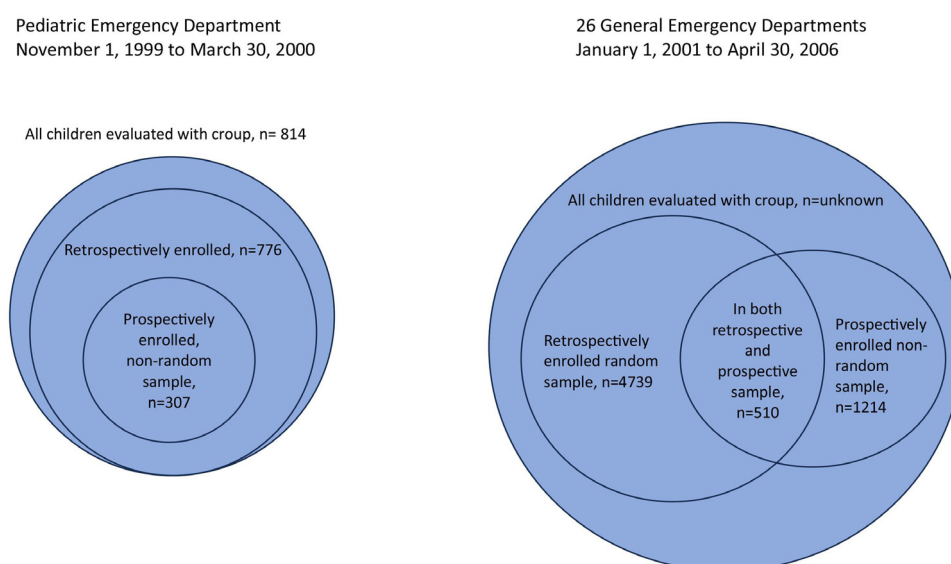 Pediatric Emergency Department
November 1, 1999 to March 30, 2000
All children evaluated with croup, n= 814
Retrospectively enrolled, n=776
Prospectively
enrolled,
non-random
sample,
n=307
26 General Emergency Departments
January 1, 2001 to April 30, 2006
All children evaluated with croup, n=unknown
Retrospectively
enrolled random
sample, n=4739
In both
retrospective
and
prospective
sample,
n=510
Prospectively
enrolled non-
random
sample,
n=1214